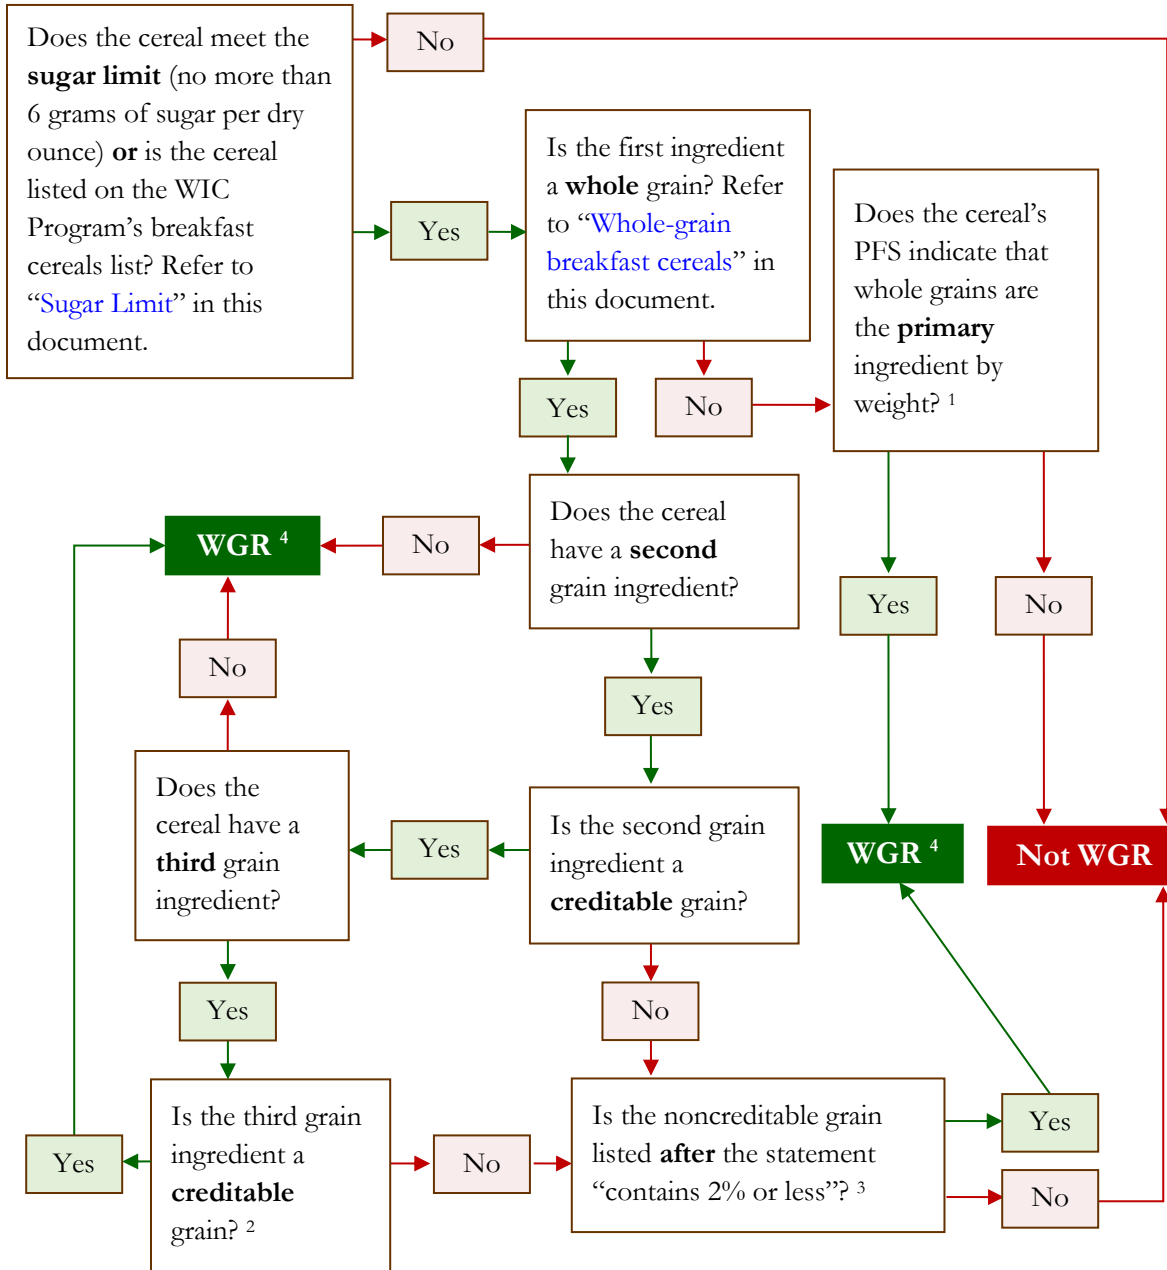 Does the cereal meet the
sugar limit (no more than
6 grams of sugar per dry
ounce) or is the cereal
listed on the WIC
Program's breakfast
cereals list? Refer to
“Sugar Limit” in this
document.
No
Yes
Is the first ingredient
a whole grain? Refer
to “Whole-grain
breakfast cereals” in
this document.
Does the cereal's
PFS indicate that
whole grains are
the primary
ingredient by
weight? 1
Yes
No
Does the cereal
have a second
grain ingredient?
No
WGR 4
Yes
No
Yes
No
Does the
cereal have a
third grain
ingredient?
Yes
Is the second grain
ingredient a
creditable grain?
WGR 4
Not WGR
Yes
No
Is the third grain
ingredient a
creditable
grain? 2
Yes
No
Is the noncreditable grain
listed after the statement
“contains 2% or less”? 3
Yes
No